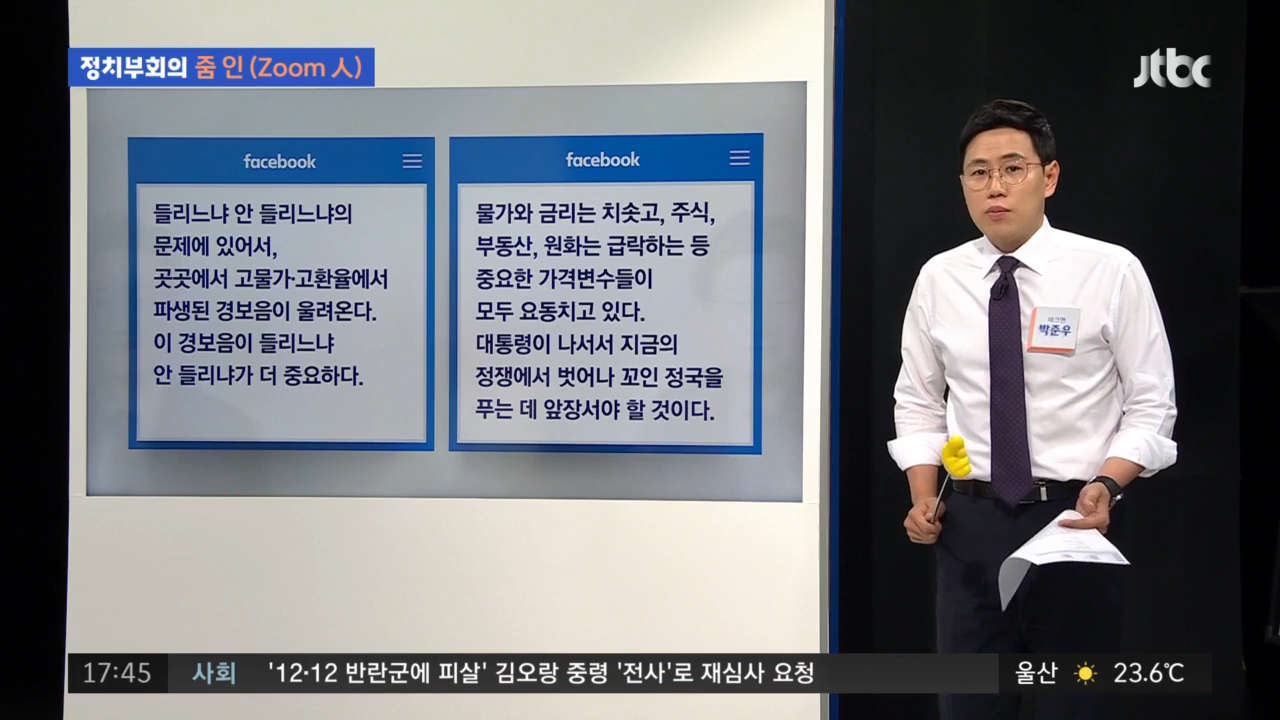 정치부회의 줌 인 (Zoom 人)
jtbc
facebook
들리느냐 안 들리느냐의
문제에 있어서,
곳곳에서 고물가·고환율에서
파생된 경보음이 울려온다.
이 경보음이 들리느냐
안 들리냐가 더 중요하다.
facebook
물가와 금리는 치솟고, 주식,
부동산, 원화는 급락하는 등
중요한 가격변수들이
모두 요동치고 있다.
대통령이 나서서 지금의
정쟁에서 벗어나 꼬인 정국을
푸는 데 앞장서야 할 것이다.
마크맨
박준우
17:45 사회 '12·12 반란군에 피살' 김오랑 중령 '전사'로 재심사 요청 울산 23.6℃